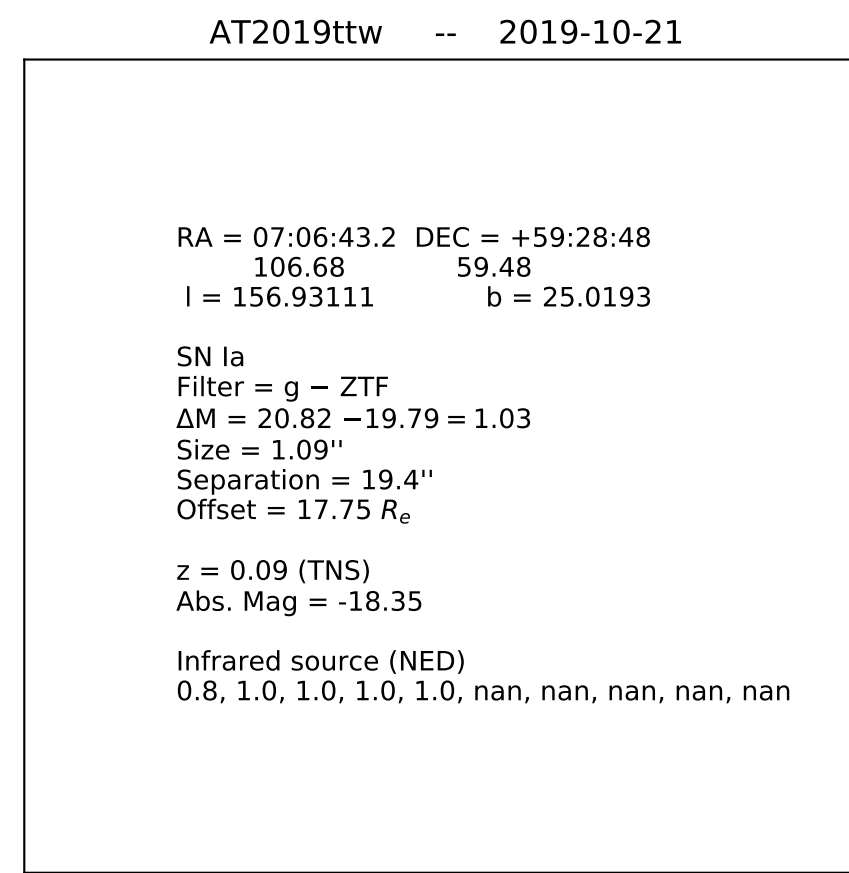 AT2019ttw -- 2019-10-21
RA = 07:06:43.2 DEC = +59:28:48
106.68 59.48
l = 156.93111 b = 25.0193
SN Ia
Filter = g − ZTF
ΔM = 20.82 −19.79 = 1.03
Size = 1.09''
Separation = 19.4''
Offset = 17.75 Rₑ
z = 0.09 (TNS)
Abs. Mag = -18.35
Infrared source (NED)
0.8, 1.0, 1.0, 1.0, 1.0, nan, nan, nan, nan, nan